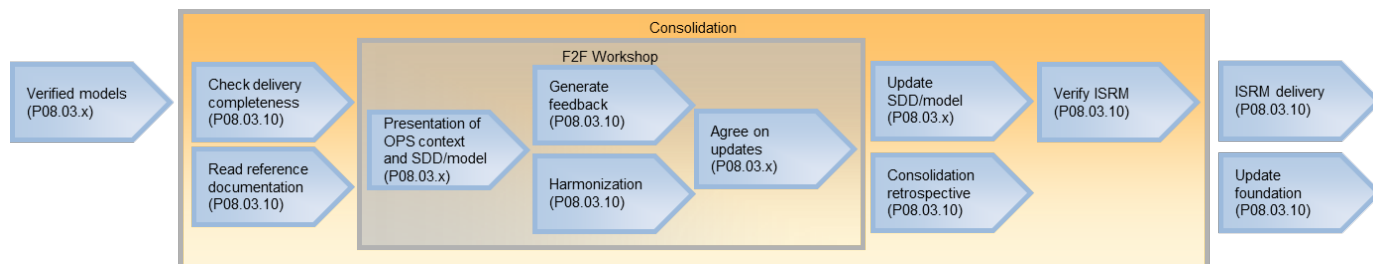 Consolidation
F2F Workshop
Verified models
(P08.03.x)
Check delivery
completeness
(P08.03.10)
Read reference
documentation
(P08.03.10)
Presentation of
OPS context
and SDD/model
(P08.03.x)
Generate
feedback
(P08.03.10)
Harmonization
(P08.03.10)
Agree on
updates
(P08.03.x)
Update
SDD/model
(P08.03.x)
Consolidation
retrospective
(P08.03.10)
Verify ISRM
(P08.03.10)
ISRM delivery
(P08.03.10)
Update
foundation
(P08.03.10)